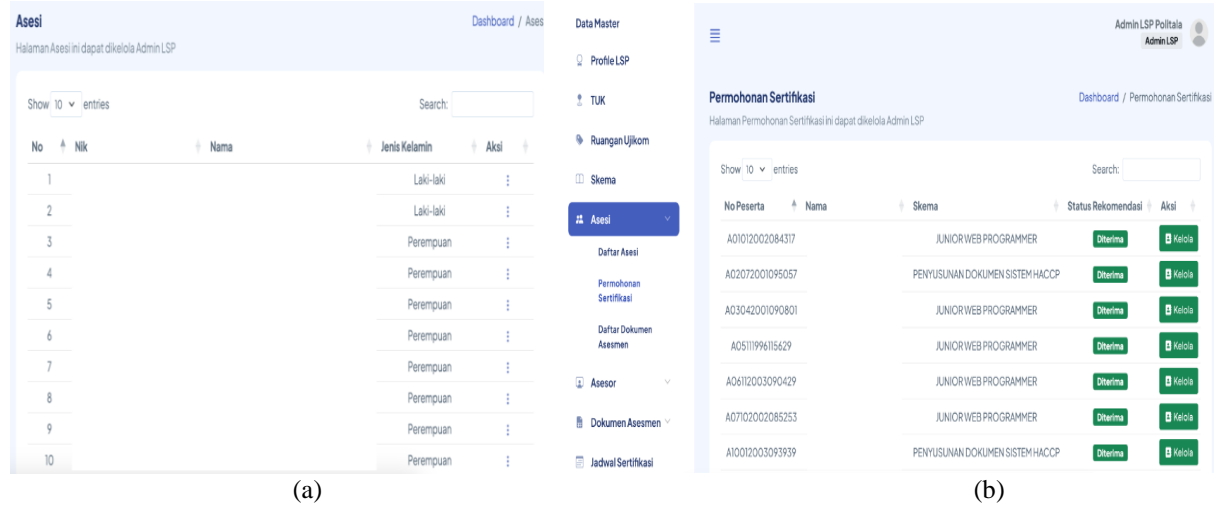 Asesi
Dashboard / Ases
Halaman Asesi ini dapat dikelola Admin LSP
Show 10 entries
Search:
No Nik Nama Jenis Kelamin Aksi
1 Laki-laki
2 Laki-laki
3 Perempuan
4 Perempuan
5 Perempuan
6 Perempuan
7 Perempuan
8 Perempuan
9 Perempuan
10 Perempuan
(a)
Data Master
Profile LSP
TUK
Ruangan Ujikom
Skema
Asesi
Daftar Asesi
Permohonan
Sertifikasi
Daftar Dokumen
Asesmen
Asesor
Dokumen Asesmen
Jadwal Sertifikasi
Admin LSP Politala
Admin LSP
Permohonan Sertifikasi
Dashboard / Permohonan Sertifikasi
Halaman Permohonan Sertifikasi ini dapat dikelola Admin LSP
Show 10 entries
Search:
No Peserta Nama Skema Status Rekomendasi Aksi
A01012002084317 JUNIOR WEB PROGRAMMER Diterima Kelola
A02072001095057 PENYUSUNAN DOKUMEN SISTEM HACCP Diterima Kelola
A03042001090801 JUNIOR WEB PROGRAMMER Diterima Kelola
A05111996115629 JUNIOR WEB PROGRAMMER Diterima Kelola
A06112003090429 JUNIOR WEB PROGRAMMER Diterima Kelola
A07102002085253 JUNIOR WEB PROGRAMMER Diterima Kelola
A10012003093939 PENYUSUNAN DOKUMEN SISTEM HACCP Diterima Kelola
(b)